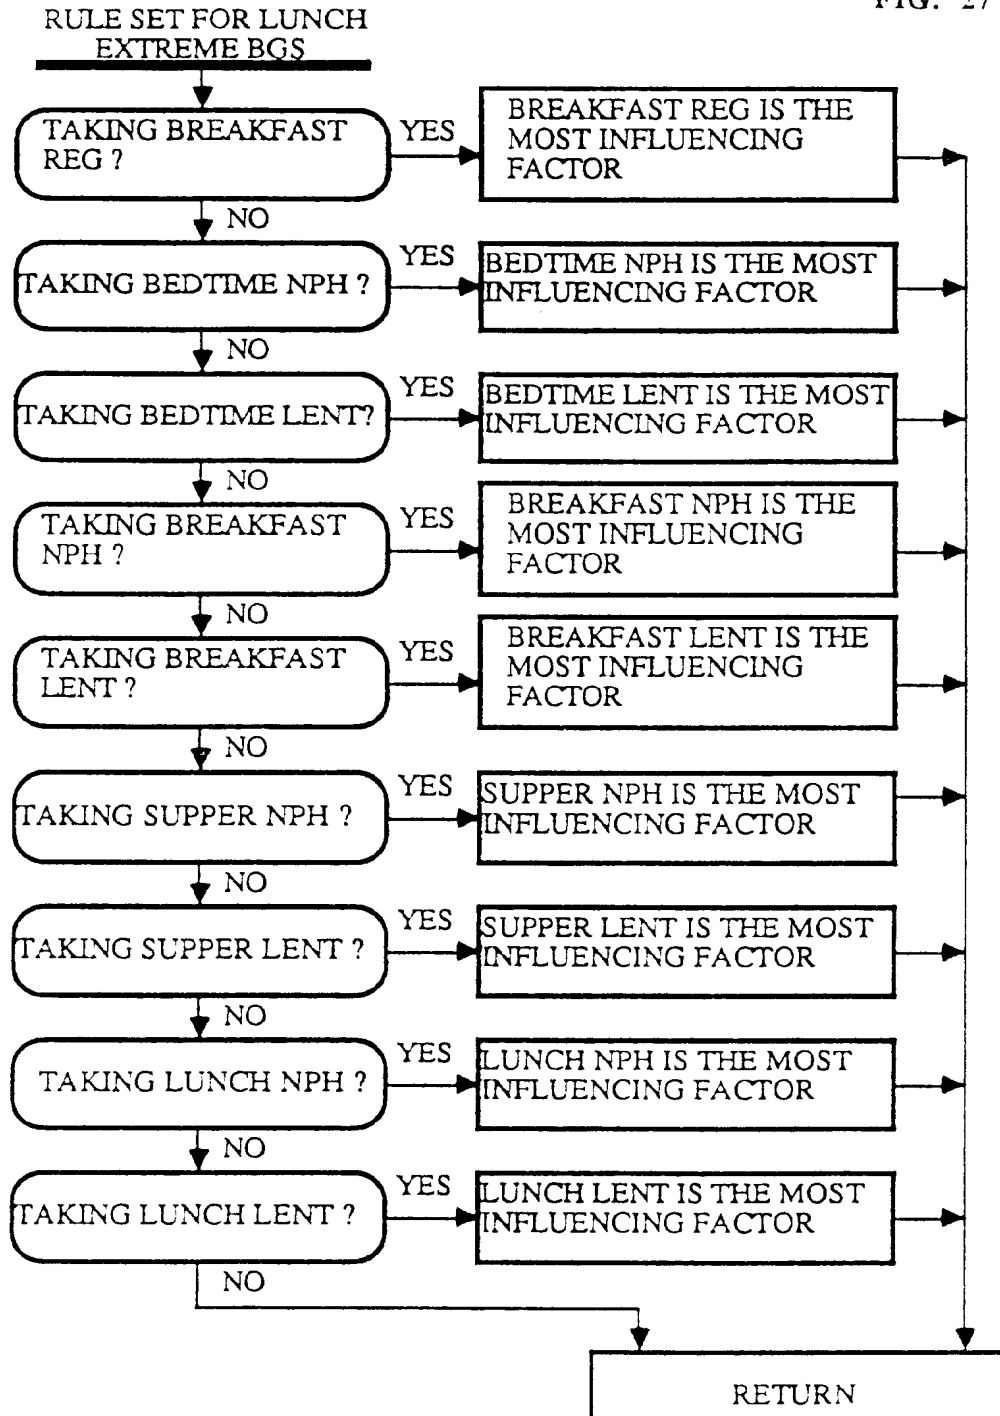 FIG. 27
RULE SET FOR LUNCH
EXTREME BGS
TAKING BREAKFAST
REG ?
YES
BREAKFAST REG IS THE
MOST INFLUENCING
FACTOR
NO
TAKING BEDTIME NPH ?
YES
BEDTIME NPH IS THE MOST
INFLUENCING FACTOR
NO
TAKING BEDTIME LENT?
YES
BEDTIME LENT IS THE MOST
INFLUENCING FACTOR
NO
TAKING BREAKFAST
NPH ?
YES
BREAKFAST NPH IS THE
MOST INFLUENCING
FACTOR
NO
TAKING BREAKFAST
LENT ?
YES
BREAKFAST LENT IS THE
MOST INFLUENCING
FACTOR
NO
TAKING SUPPER NPH ?
YES
SUPPER NPH IS THE MOST
INFLUENCING FACTOR
NO
TAKING SUPPER LENT ?
YES
SUPPER LENT IS THE MOST
INFLUENCING FACTOR
NO
TAKING LUNCH NPH ?
YES
LUNCH NPH IS THE MOST
INFLUENCING FACTOR
NO
TAKING LUNCH LENT ?
YES
LUNCH LENT IS THE MOST
INFLUENCING FACTOR
NO
RETURN